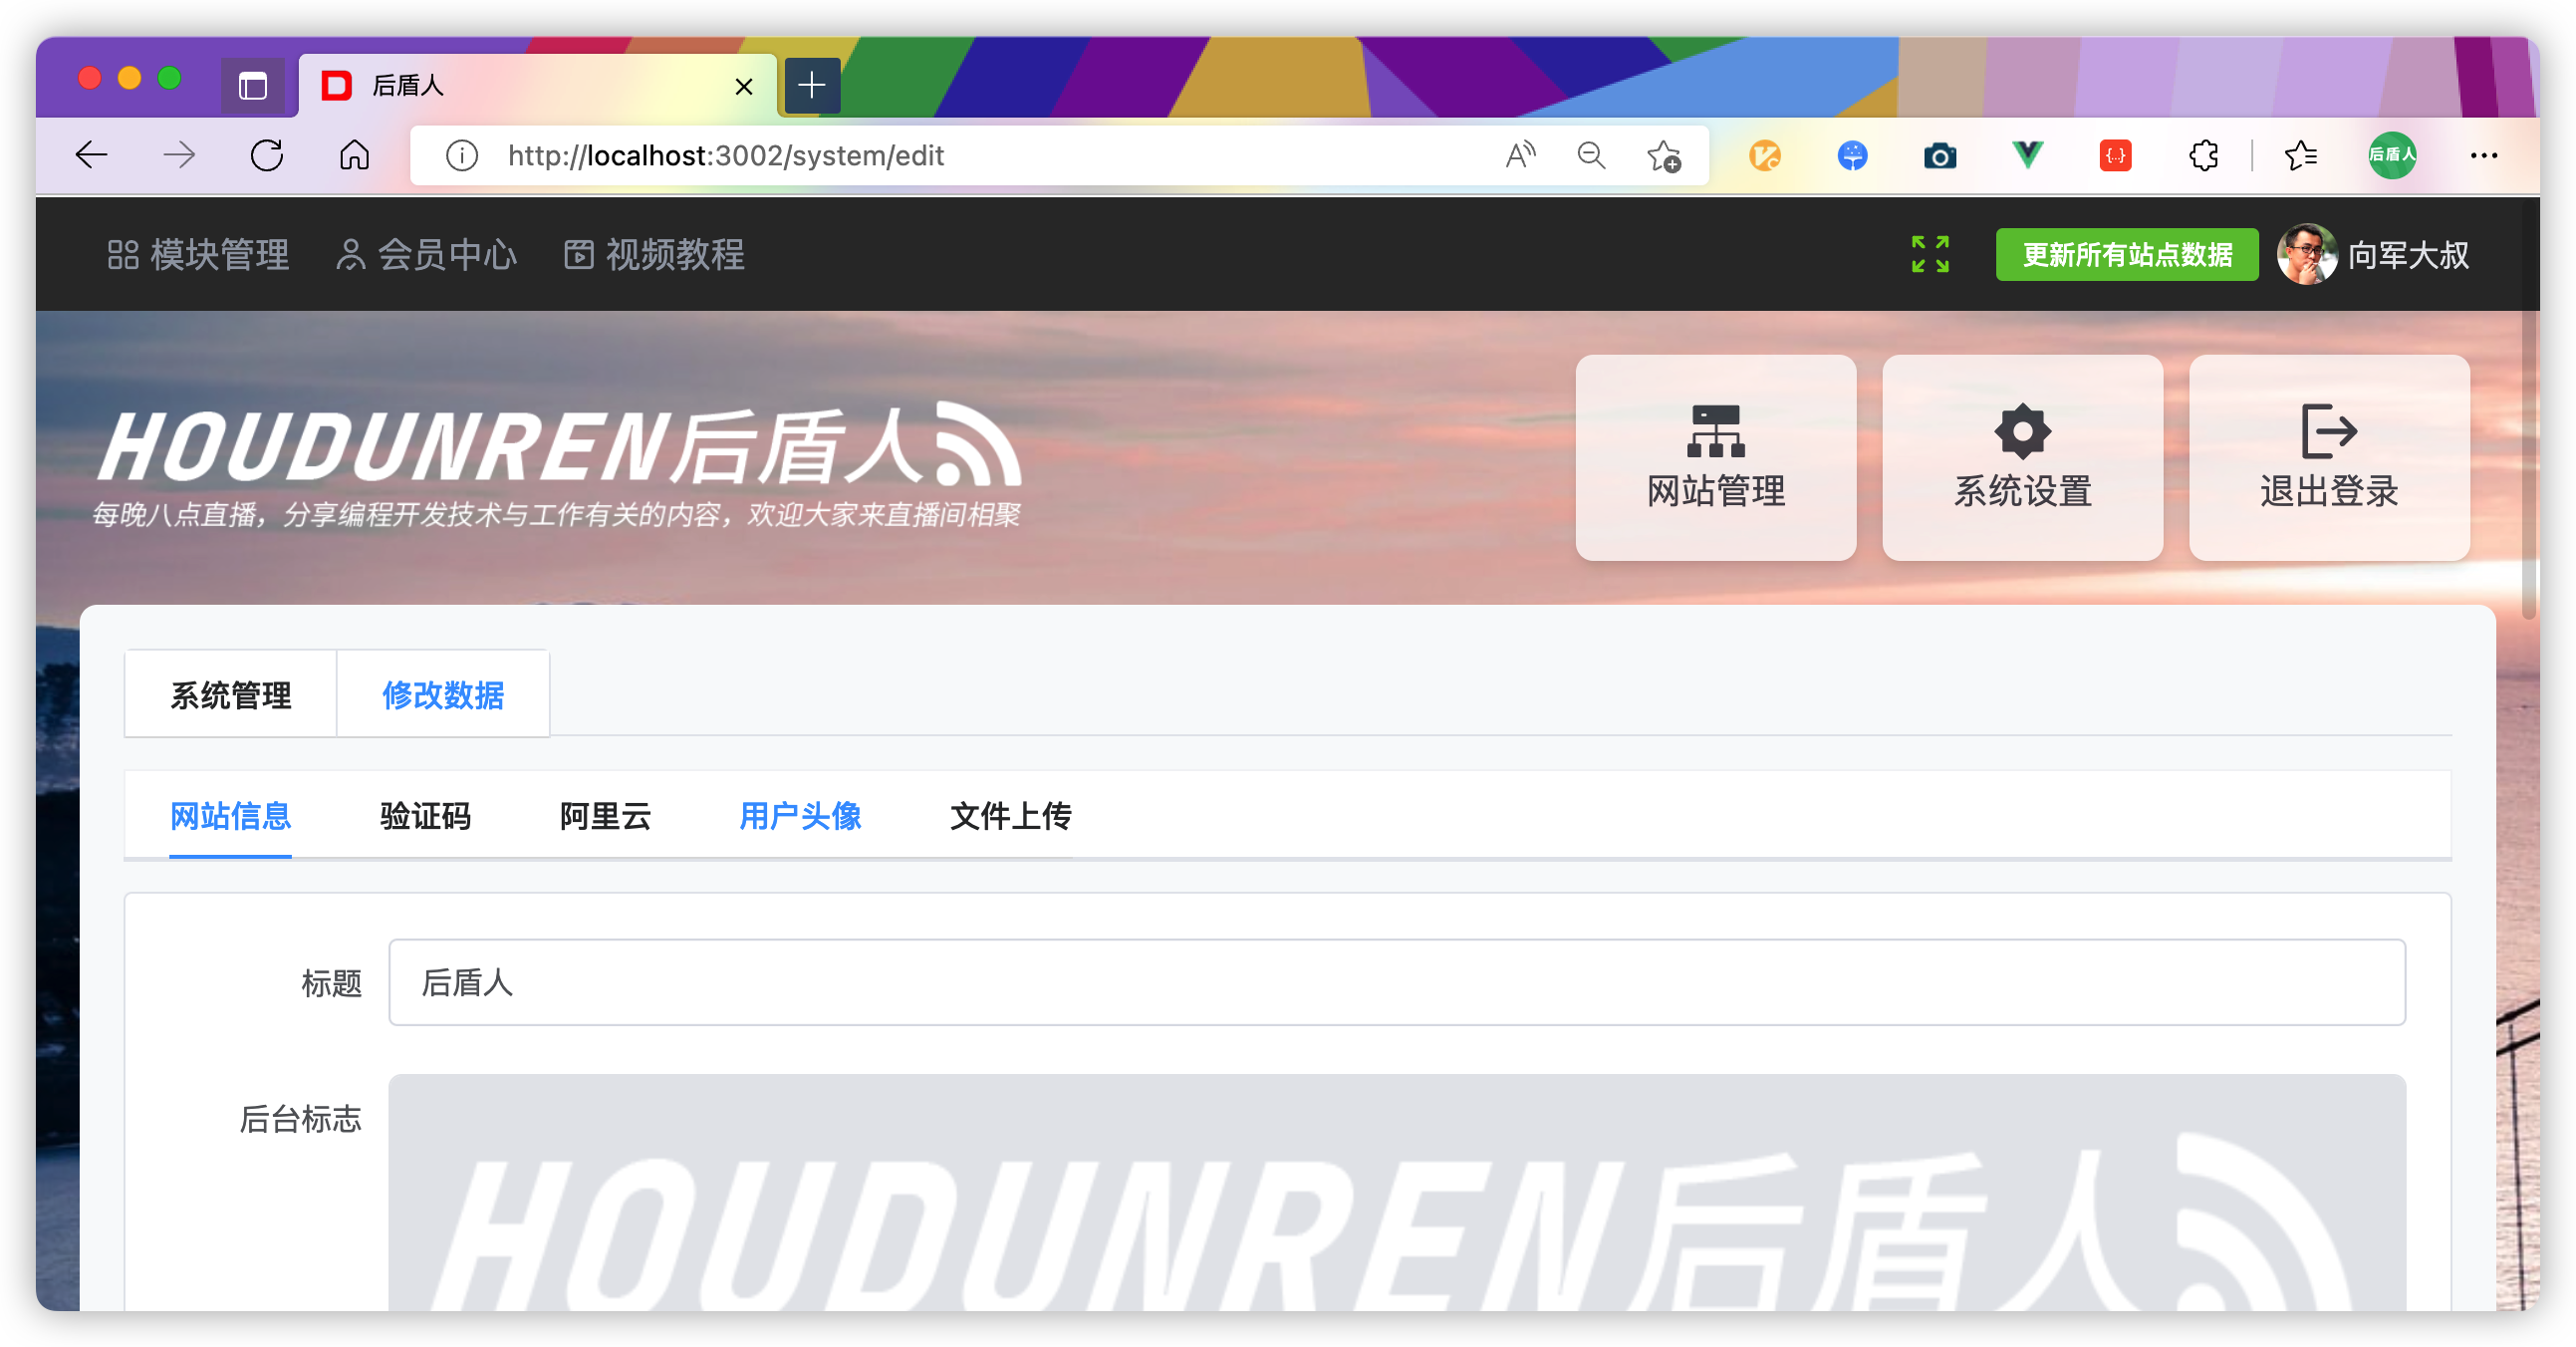 后盾人
http://localhost:3002/system/edit
后盾人
模块管理 会员中心 视频教程 更新所有站点数据 向军大叔
HOUDUNREN后盾人
每晚八点直播，分享编程开发技术与工作有关的内容，欢迎大家来直播间相聚
网站管理 系统设置 退出登录
系统管理 修改数据
网站信息 验证码 阿里云 用户头像 文件上传
标题 后盾人
后台标志
HOUDUNREN后盾人